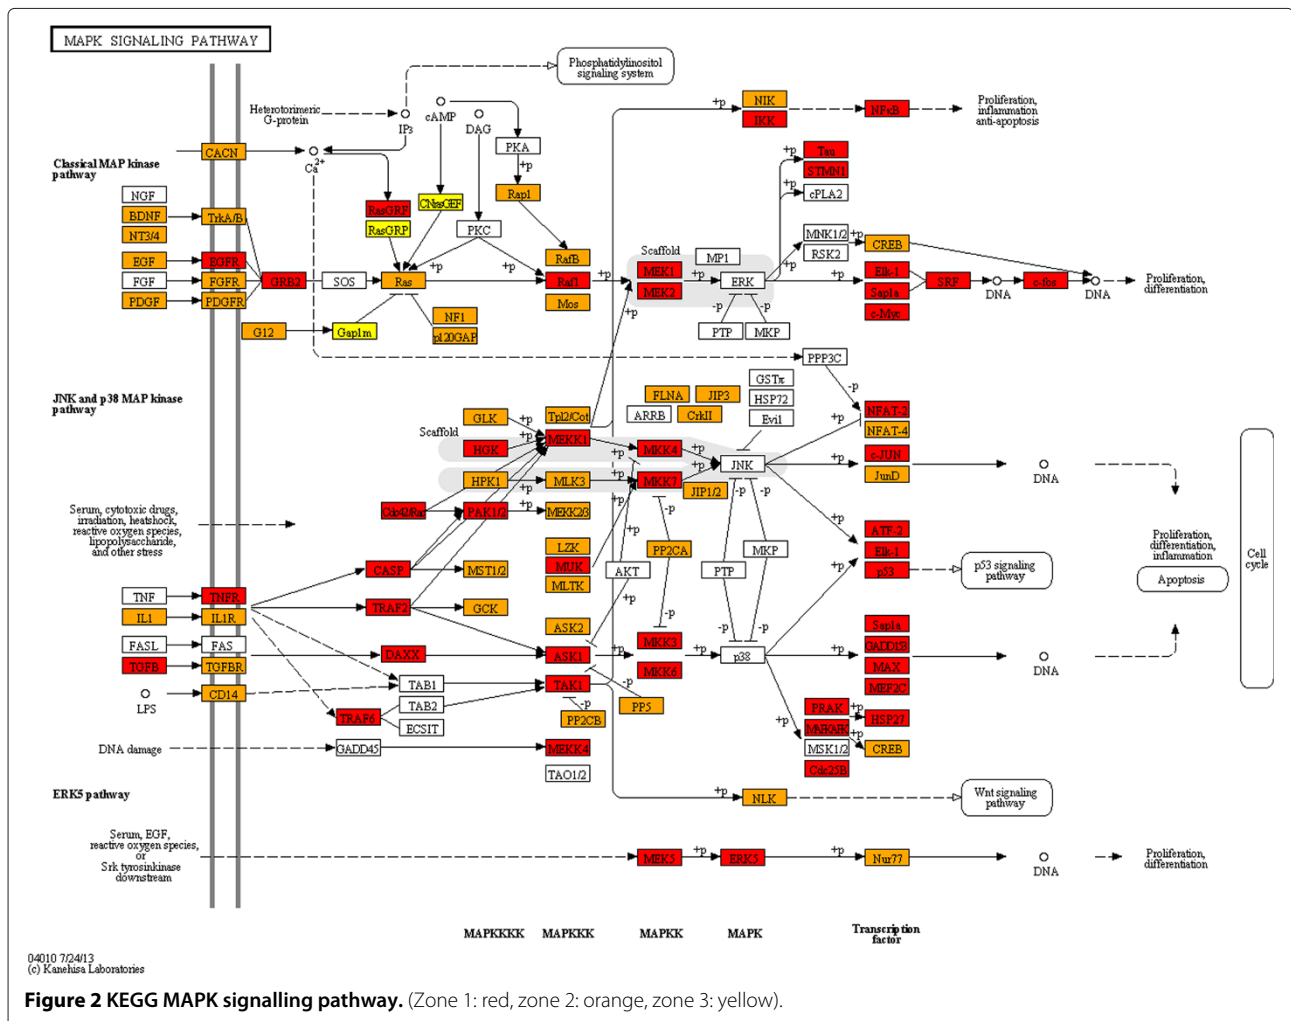 MAPK SIGNALING PATHWAY
Phosphatidylinositol
signaling system
Heterotorimeric
G-protein
IP3
cAMP
DAG
PKA
+p
NIK
IKK
+p
NFκB
Proliferation,
inflammation
anti-apoptosis
Classical MAP kinase
pathway
CACN
Ca2+
+p
Rap1
+p
Tau
STMN1
cPLA2
NGF
BDNF
NT3/4
TrkA/B
RasGRF
RasGRP
CNrasGEF
PKC
RafB
Scaffold
MP1
+p
MNK1/2
RSK2
+p
CREB
EGF
EGFR
FGF
FGFR
PDGF
PDGFR
GRB2
SOS
Ras
+p
+p
Raf1
Mos
+p
MEK1
MEK2
+p
ERK
+p
Elk-1
Sap1a
c-Myc
SRF
DNA
c-fos
DNA
Proliferation,
differentiation
G12
Gap1m
NF1
p120GAP
-p
-p
PTP
MKP
PPP3C
-p
JNK and p38 MAP kinase
pathway
GLK
+p
Tpl2/Cot
FLNA
JIP3
ARRB
CrkII
GSTπ
HSP72
Evi1
NFAT-2
NFAT-4
Scaffold
HGK
+p
MEKK1
+p
MKK4
+p
JNK
+p
+p
c-JUN
JunD
DNA
HPK1
+p
MLK3
+p
MKK7
+p
JIP1/2
Cdc42/Rac
PAK1/2
+p
MEKK2/3
Serum, cytotoxic drugs,
irradiation, heatshock,
reactive oxygen species,
lipopolysaccharide,
and other stress
LZK
MUK
MLTK
+p
AKT
+p
-p
PP2CA
-p
-p
-p
PTP
MKP
-p
-p
+p
+p
ATF-2
Elk-1
p53
p53 signaling
pathway
Proliferation,
differentiation,
inflammation
Apoptosis
Cell
cycle
CASP
MST1/2
TNF
TNFR
TRAF2
GCK
IL1
IL1R
ASK2
FASL
FAS
DAXX
ASK1
+p
MKK3
MKK6
+p
p38
+p
Sap1a
GADD153
MAX
MEF2C
DNA
TGFB
TGFBR
LPS
CD14
TAB1
TAK1
-p
PP5
TRAF6
TAB2
ECSIT
-p
PP2CB
+p
PRAK
MAPKAPK
MSK1/2
Cdc25B
+p
+p
HSP27
CREB
DNA damage
GADD45
MEKK4
TAO1/2
ERK5 pathway
+p
NLK
Wnt signaling
pathway
Serum, EGF,
reactive oxygen species,
or
Srk tyrosinkinase
downstream
MEK5
+p
ERK5
+p
Nur77
DNA
Proliferation,
differentiation
MAPKKKK
MAPKKK
MAPKK
MAPK
Transcription
factor
04010 7/24/13
(c) Kanehisa Laboratories
Figure 2 KEGG MAPK signalling pathway. (Zone 1: red, zone 2: orange, zone 3: yellow).